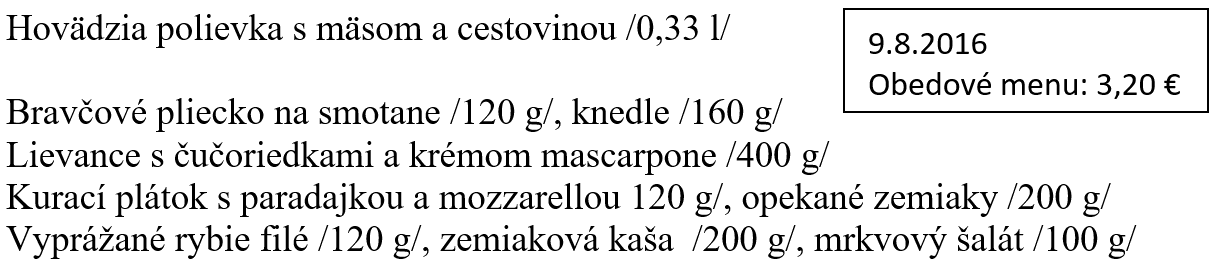 Hovädzia polievka s mäsom a cestovinou /0,33 l/
9.8.2016
Obedové menu: 3,20 €
Bravčové pliecko na smotane /120 g/, knedle /160 g/
Lievance s čučoriedkami a krémom mascarpone /400 g/
Kurací plátok s paradajkou a mozzarellou 120 g/, opekané zemiaky /200 g/
Vyprážané rybie filé /120 g/, zemiaková kaša  /200 g/, mrkvový šalát /100 g/